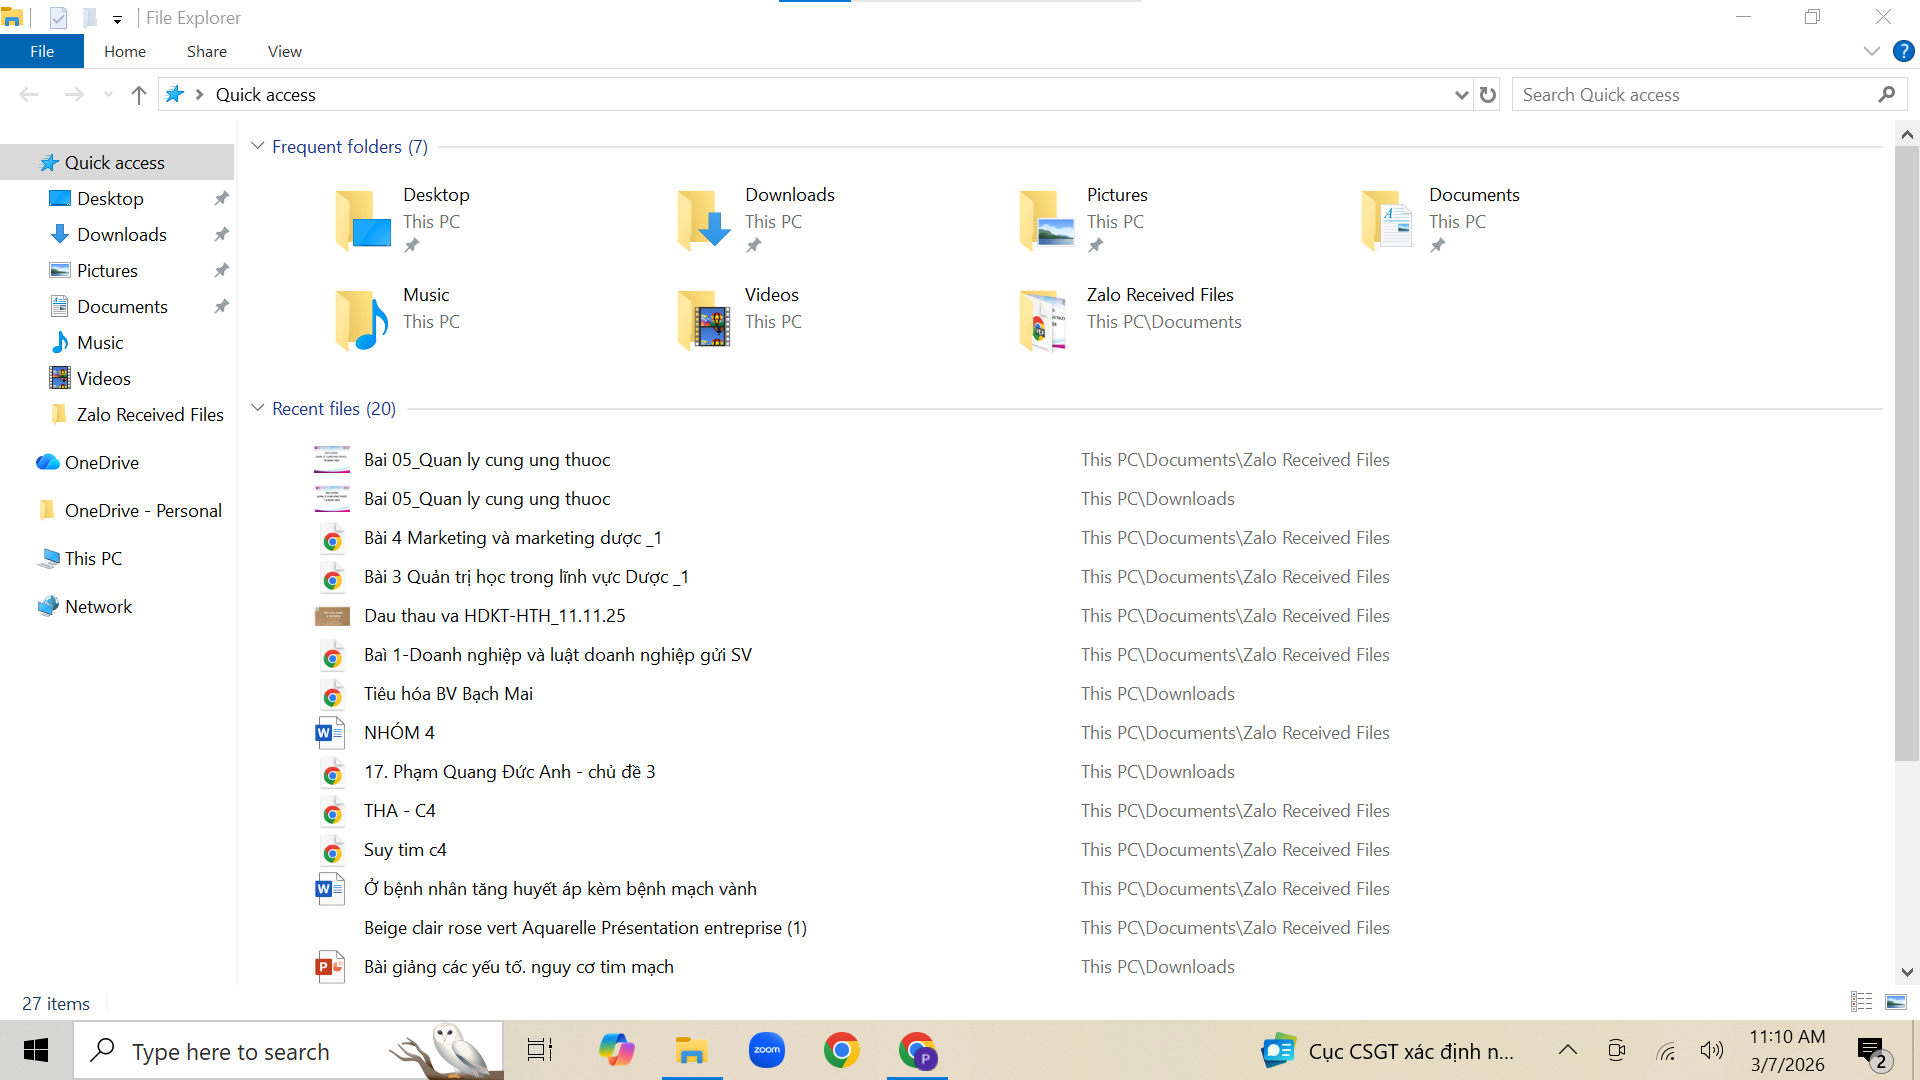 File Explorer
File Home Share View
Quick access
Search Quick access
Quick access
Desktop
Downloads
Pictures
Documents
Music
Videos
Zalo Received Files
OneDrive
OneDrive - Personal
This PC
Network
Frequent folders (7)
Desktop
This PC
Downloads
This PC
Pictures
This PC
Documents
This PC
Music
This PC
Videos
This PC
Zalo Received Files
This PC\Documents
Recent files (20)
Bai 05_Quan ly cung ung thuoc This PC\Documents\Zalo Received Files
Bai 05_Quan ly cung ung thuoc This PC\Downloads
Bài 4 Marketing và marketing dược _1 This PC\Documents\Zalo Received Files
Bài 3 Quản trị học trong lĩnh vực Dược _1 This PC\Documents\Zalo Received Files
Dau thau va HDKT-HTH_11.11.25 This PC\Documents\Zalo Received Files
Baì 1-Doanh nghiệp và luật doanh nghiệp gửi SV This PC\Documents\Zalo Received Files
Tiêu hóa BV Bạch Mai This PC\Downloads
NHÓM 4 This PC\Documents\Zalo Received Files
17. Phạm Quang Đức Anh - chủ đề 3 This PC\Downloads
THA - C4 This PC\Documents\Zalo Received Files
Suy tim c4 This PC\Documents\Zalo Received Files
Ở bệnh nhân tăng huyết áp kèm bệnh mạch vành This PC\Documents\Zalo Received Files
Beige clair rose vert Aquarelle Présentation entreprise (1) This PC\Documents\Zalo Received Files
Bài giảng các yếu tố. nguy cơ tim mạch This PC\Downloads
27 items
Type here to search
zoom
P
Cục CSGT xác định n...
11:10 AM
3/7/2026
2